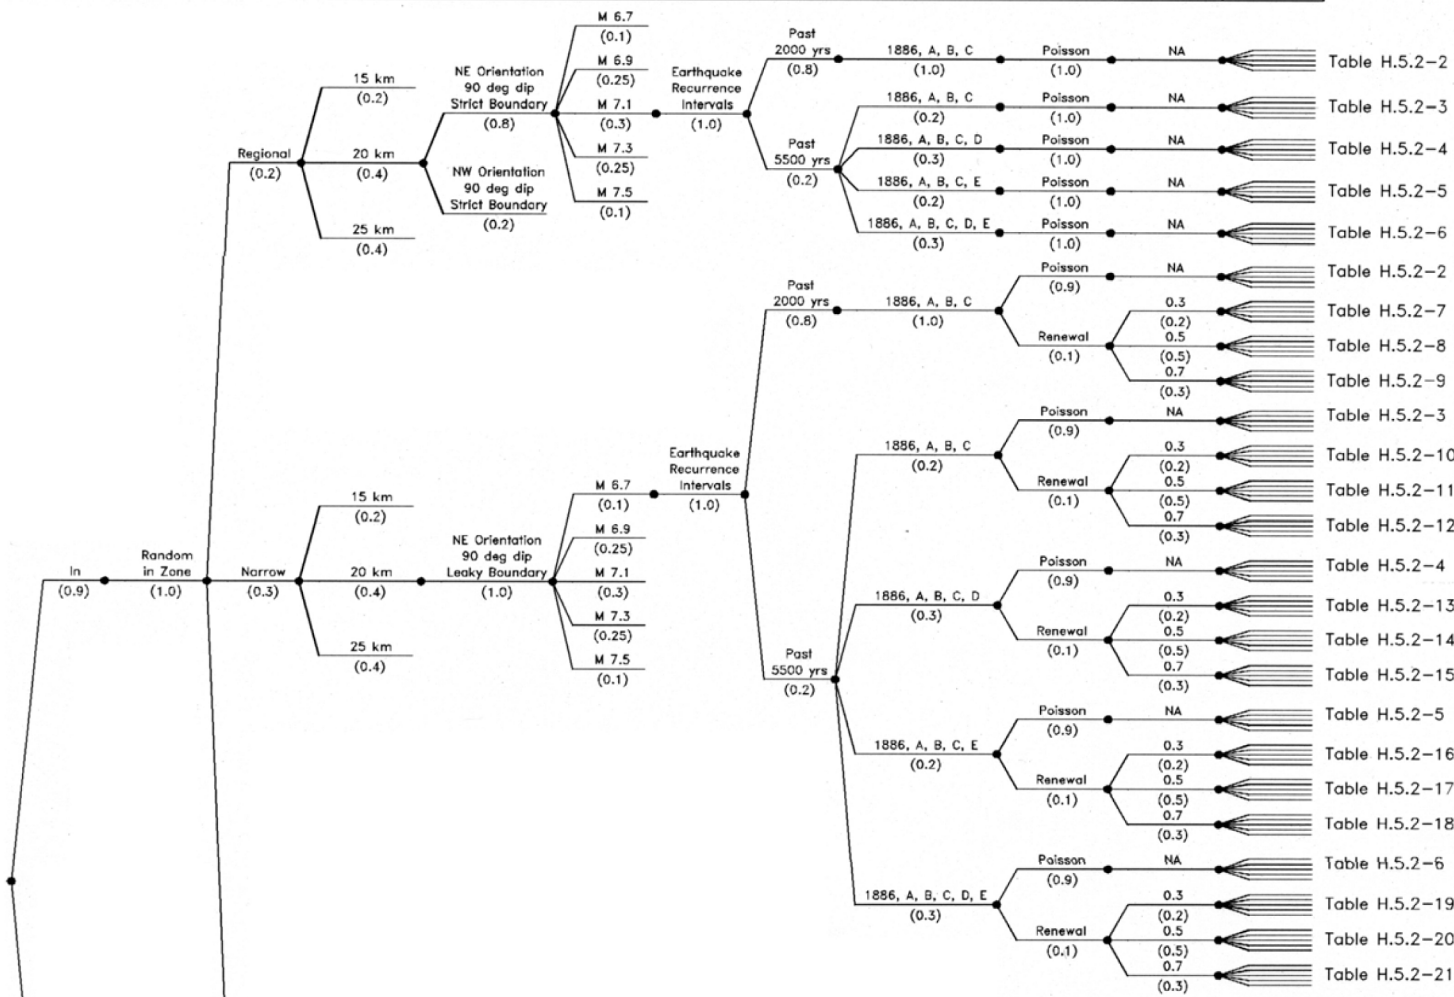 M 6.7
(0.1)
M 6.9
(0.25)
M 7.1
(0.3)
M 7.3
(0.25)
M 7.5
(0.1)
15 km
(0.2)
Regional
(0.2)
20 km
(0.4)
25 km
(0.4)
NE Orientation
90 deg dip
Strict Boundary
(0.8)
NW Orientation
90 deg dip
Strict Boundary
(0.2)
Earthquake
Recurrence
Intervals
(1.0)
Past
2000 yrs
(0.8)
Past
5500 yrs
(0.2)
1886, A, B, C
(1.0)
Poisson
(1.0)
NA
Table H.5.2-2
1886, A, B, C
(0.2)
Poisson
(1.0)
NA
Table H.5.2-3
1886, A, B, C, D
(0.3)
Poisson
(1.0)
NA
Table H.5.2-4
1886, A, B, C, E
(0.2)
Poisson
(1.0)
NA
Table H.5.2-5
1886, A, B, C, D, E
(0.3)
Poisson
(1.0)
NA
Table H.5.2-6
In
(0.9)
Random
in Zone
(1.0)
Narrow
(0.3)
15 km
(0.2)
20 km
(0.4)
25 km
(0.4)
NE Orientation
90 deg dip
Leaky Boundary
(1.0)
M 6.7
(0.1)
M 6.9
(0.25)
M 7.1
(0.3)
M 7.3
(0.25)
M 7.5
(0.1)
Earthquake
Recurrence
Intervals
(1.0)
Past
2000 yrs
(0.8)
1886, A, B, C
(1.0)
Poisson
(0.9)
NA
Table H.5.2-2
Renewal
(0.1)
0.3
(0.2)
Table H.5.2-7
0.5
(0.5)
Table H.5.2-8
0.7
(0.3)
Table H.5.2-9
Past
5500 yrs
(0.2)
1886, A, B, C
(0.2)
Poisson
(0.9)
NA
Table H.5.2-3
Renewal
(0.1)
0.3
(0.2)
Table H.5.2-10
0.5
(0.5)
Table H.5.2-11
0.7
(0.3)
Table H.5.2-12
1886, A, B, C, D
(0.3)
Poisson
(0.9)
NA
Table H.5.2-4
Renewal
(0.1)
0.3
(0.2)
Table H.5.2-13
0.5
(0.5)
Table H.5.2-14
0.7
(0.3)
Table H.5.2-15
1886, A, B, C, E
(0.2)
Poisson
(0.9)
NA
Table H.5.2-5
Renewal
(0.1)
0.3
(0.2)
Table H.5.2-16
0.5
(0.5)
Table H.5.2-17
0.7
(0.3)
Table H.5.2-18
1886, A, B, C, D, E
(0.3)
Poisson
(0.9)
NA
Table H.5.2-6
Renewal
(0.1)
0.3
(0.2)
Table H.5.2-19
0.5
(0.5)
Table H.5.2-20
0.7
(0.3)
Table H.5.2-21